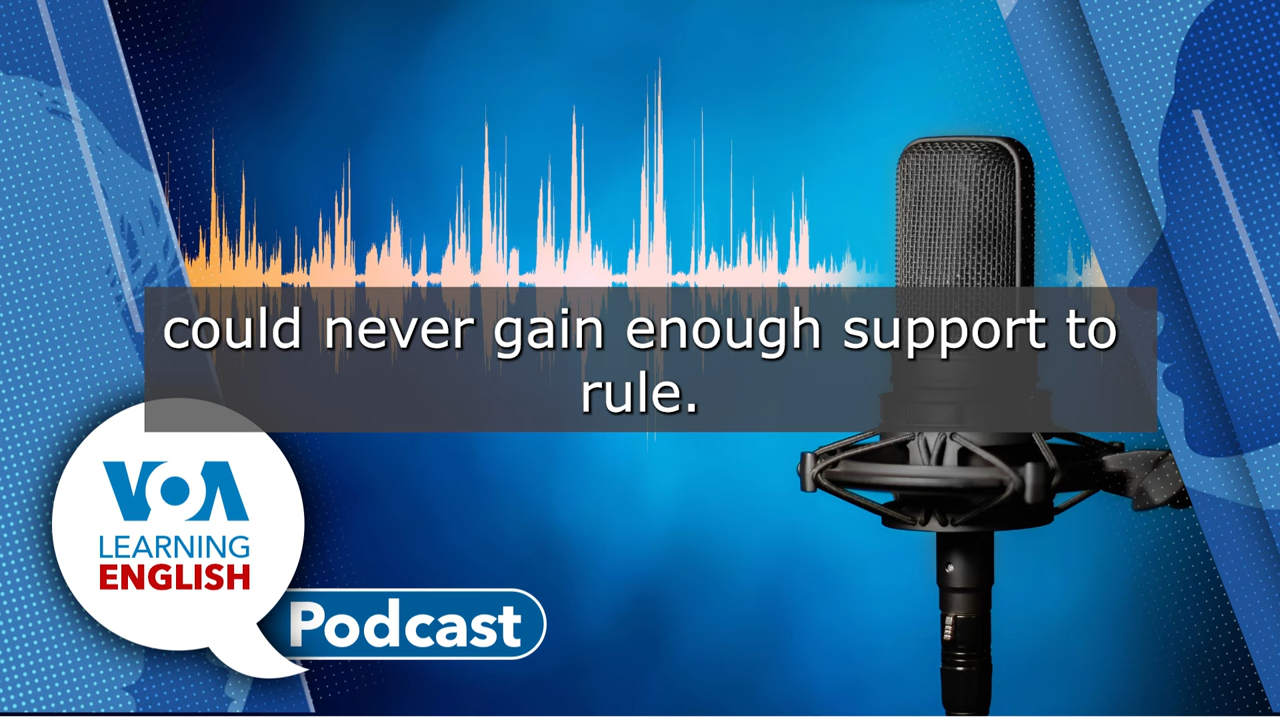 could never gain enough support to
rule.
VOA
LEARNING
ENGLISH
Podcast